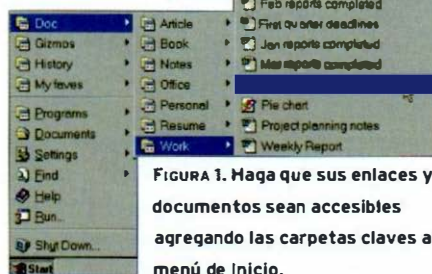 Feb reports completed
First quarter deadlines
Jan reports completed
Mar reports completed
Pie chart
Project planning notes
Weekly Report
Article
Book
Notes
Office
Personal
Resume
Work
Doc
Gizmos
History
My faves
Programs
Documents
Settings
Find
Help
Run...
Shut Down...
Start
FIGURA 1. Haga que sus enlaces y
documentos sean accesibles
agregando las carpetas claves a
menú de Inicio.